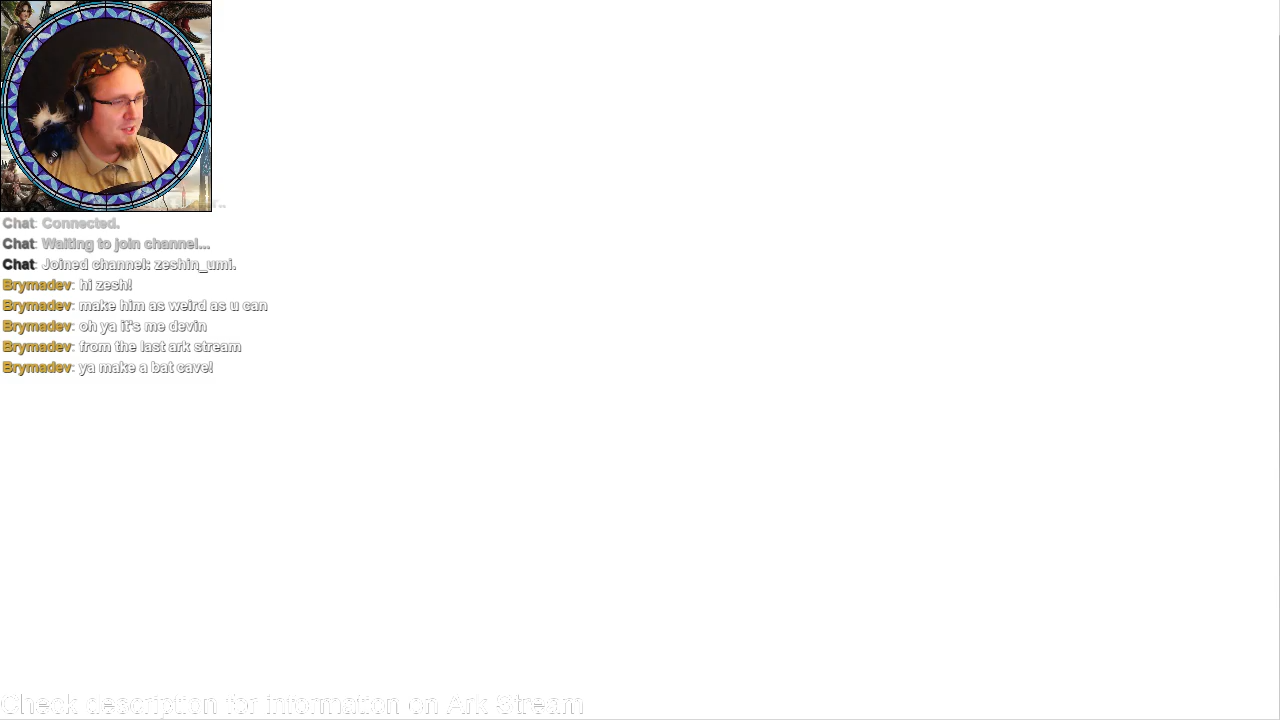 Chat: Connected.
Chat: Waiting to join channel...
Chat: Joined channel: zeshin_umi.
Brymadev: hi zesh!
Brymadev: make him as weird as u can
Brymadev: oh ya it's me devin
Brymadev: from the last ark stream
Brymadev: ya make a bat cave!
Check description for information on Ark Stream